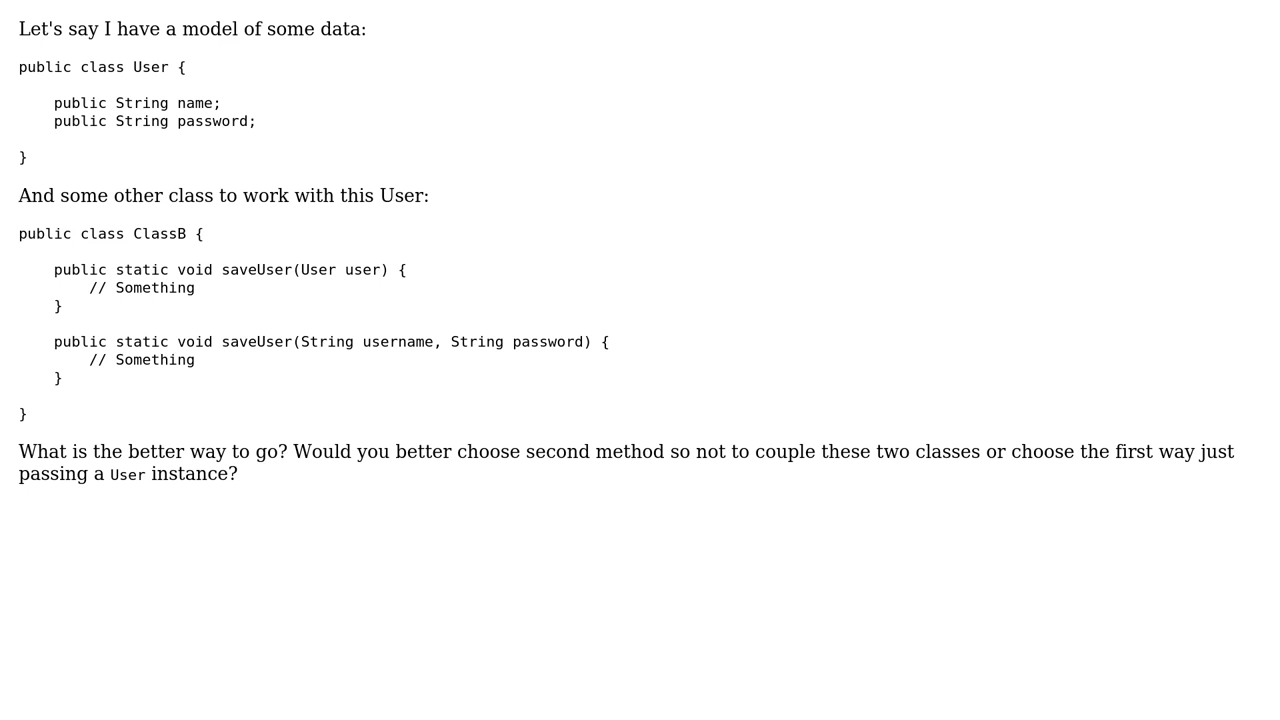 Let's say I have a model of some data:
public class User {
    public String name;
    public String password;
}
And some other class to work with this User:
public class ClassB {
    public static void saveUser(User user) {
        // Something
    }
    public static void saveUser(String username, String password) {
        // Something
    }
}
What is the better way to go? Would you better choose second method so not to couple these two classes or choose the first way just
passing a User instance?